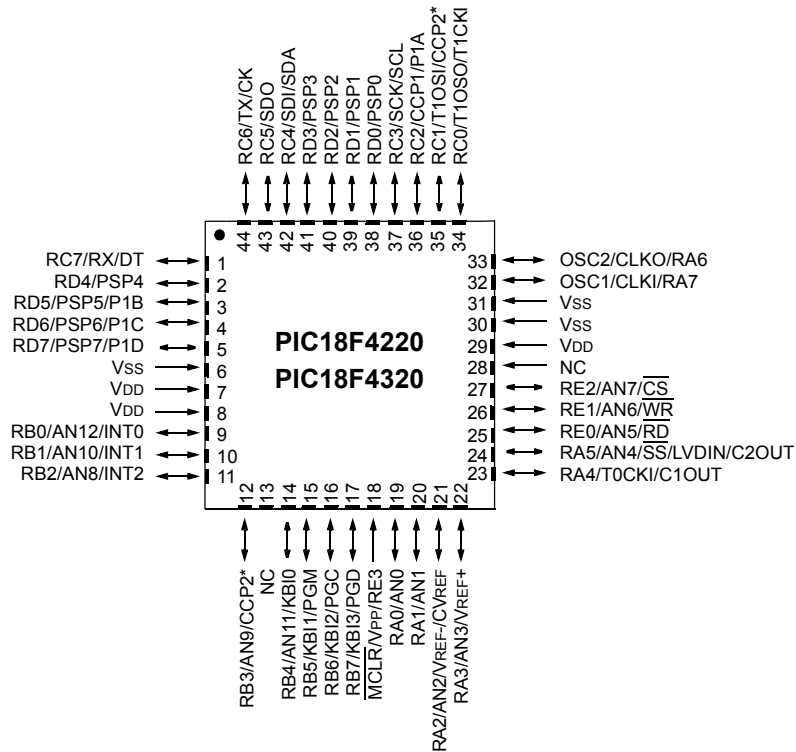 RC6/TX/CK
RC5/SDO
RC4/SDI/SDA
RD3/PSP3
RD2/PSP2
RD1/PSP1
RD0/PSP0
RC3/SCK/SCL
RC2/CCP1/P1A
RC1/T1OSI/CCP2*
RC0/T1OSO/T1CKI
44
43
42
41
40
39
38
37
36
35
34
RC7/RX/DT 1
RD4/PSP4 2
RD5/PSP5/P1B 3
RD6/PSP6/P1C 4
RD7/PSP7/P1D 5
VSS 6
VDD 7
VDD 8
RB0/AN12/INT0 9
RB1/AN10/INT1 10
RB2/AN8/INT2 11
PIC18F4220
PIC18F4320
33 OSC2/CLKO/RA6
32 OSC1/CLKI/RA7
31 VSS
30 VSS
29 VDD
28 NC
27 RE2/AN7/CS
26 RE1/AN6/WR
25 RE0/AN5/RD
24 RA5/AN4/SS/LVDIN/C2OUT
23 RA4/T0CKI/C1OUT
12
13
14
15
16
17
18
19
20
21
22
RB3/AN9/CCP2*
NC
RB4/AN11/KBI0
RB5/KBI1/PGM
RB6/KBI2/PGC
RB7/KBI3/PGD
MCLR/VPP/RE3
RA0/AN0
RA1/AN1
RA2/AN2/VREF-/CVREF
RA3/AN3/VREF+